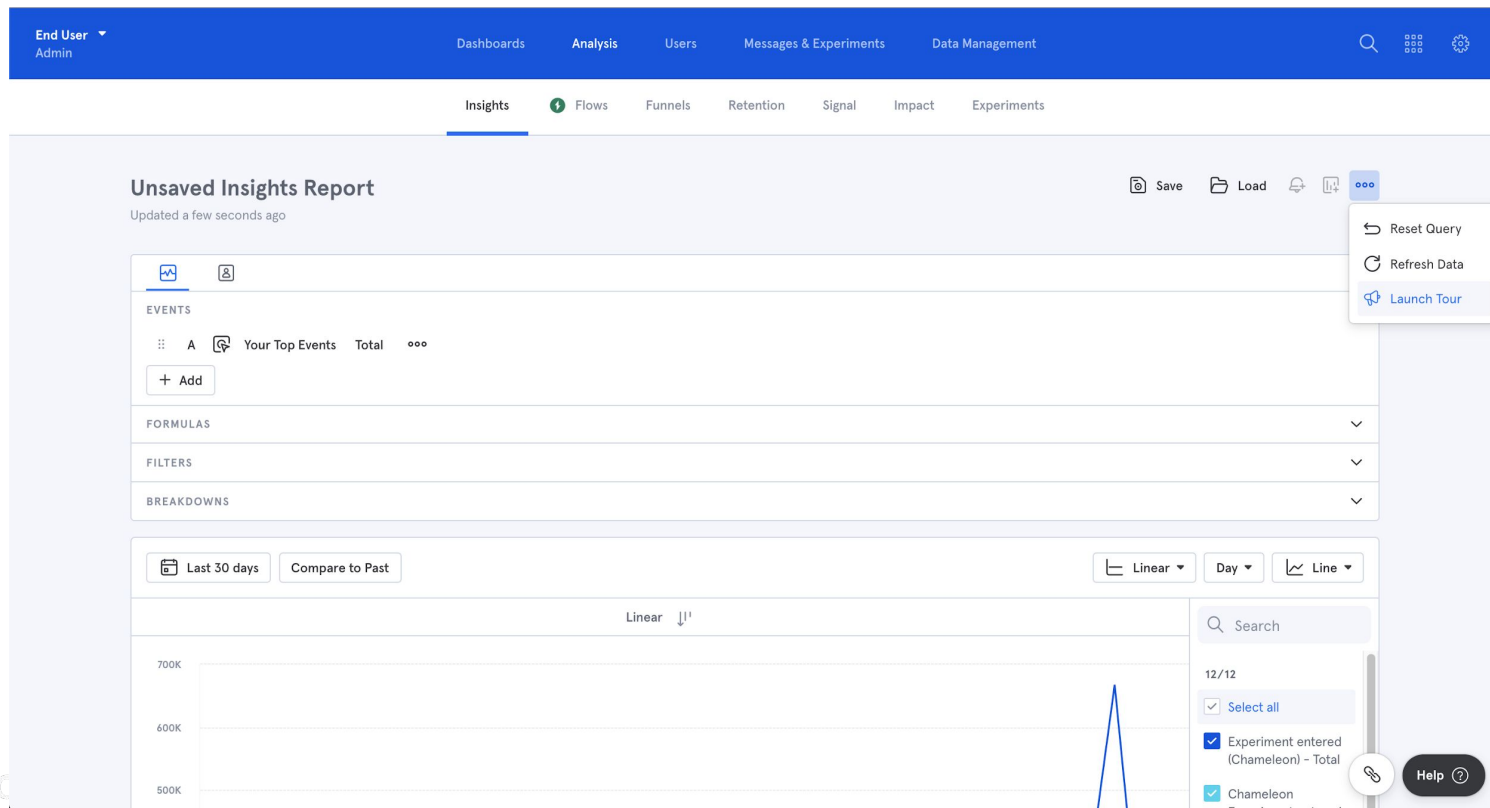 End User
Admin
Dashboards
Analysis
Users
Messages & Experiments
Data Management
Insights
Flows
Funnels
Retention
Signal
Impact
Experiments
Unsaved Insights Report
Updated a few seconds ago
Save
Load
Reset Query
Refresh Data
Launch Tour
EVENTS
A Your Top Events Total
+ Add
FORMULAS
FILTERS
BREAKDOWNS
Last 30 days
Compare to Past
Linear
Day
Line
Linear
Search
700K
600K
500K
12/12
Select all
Experiment entered
(Chameleon) - Total
Chameleon
Help ?